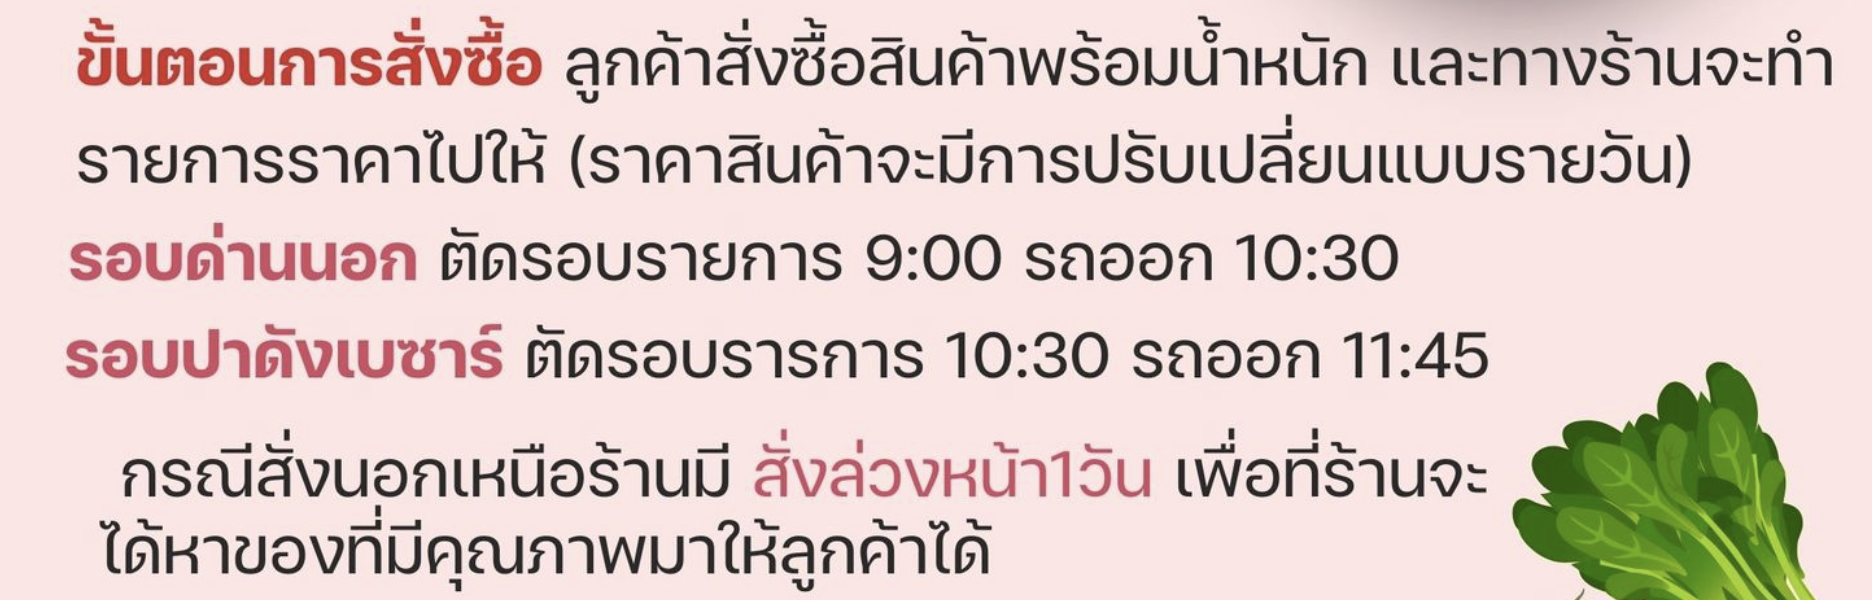 ขั้นตอนการสั่งซื้อ ลูกค้าสั่งซื้อสินค้าพร้อมน้ำหนัก และทางร้านจะทำ
รายการราคาไปให้ (ราคาสินค้าจะมีการปรับเปลี่ยนแบบรายวัน)
รอบด่านนอก ตัดรอบรายการ 9:00 รถออก 10:30
รอบปาดังเบซาร์ ตัดรอบรารการ 10:30 รถออก 11:45
กรณีสั่งนอกเหนือร้านมี สั่งล่วงหน้า1วัน เพื่อที่ร้านจะ
ได้หาของที่มีคุณภาพมาให้ลูกค้าได้